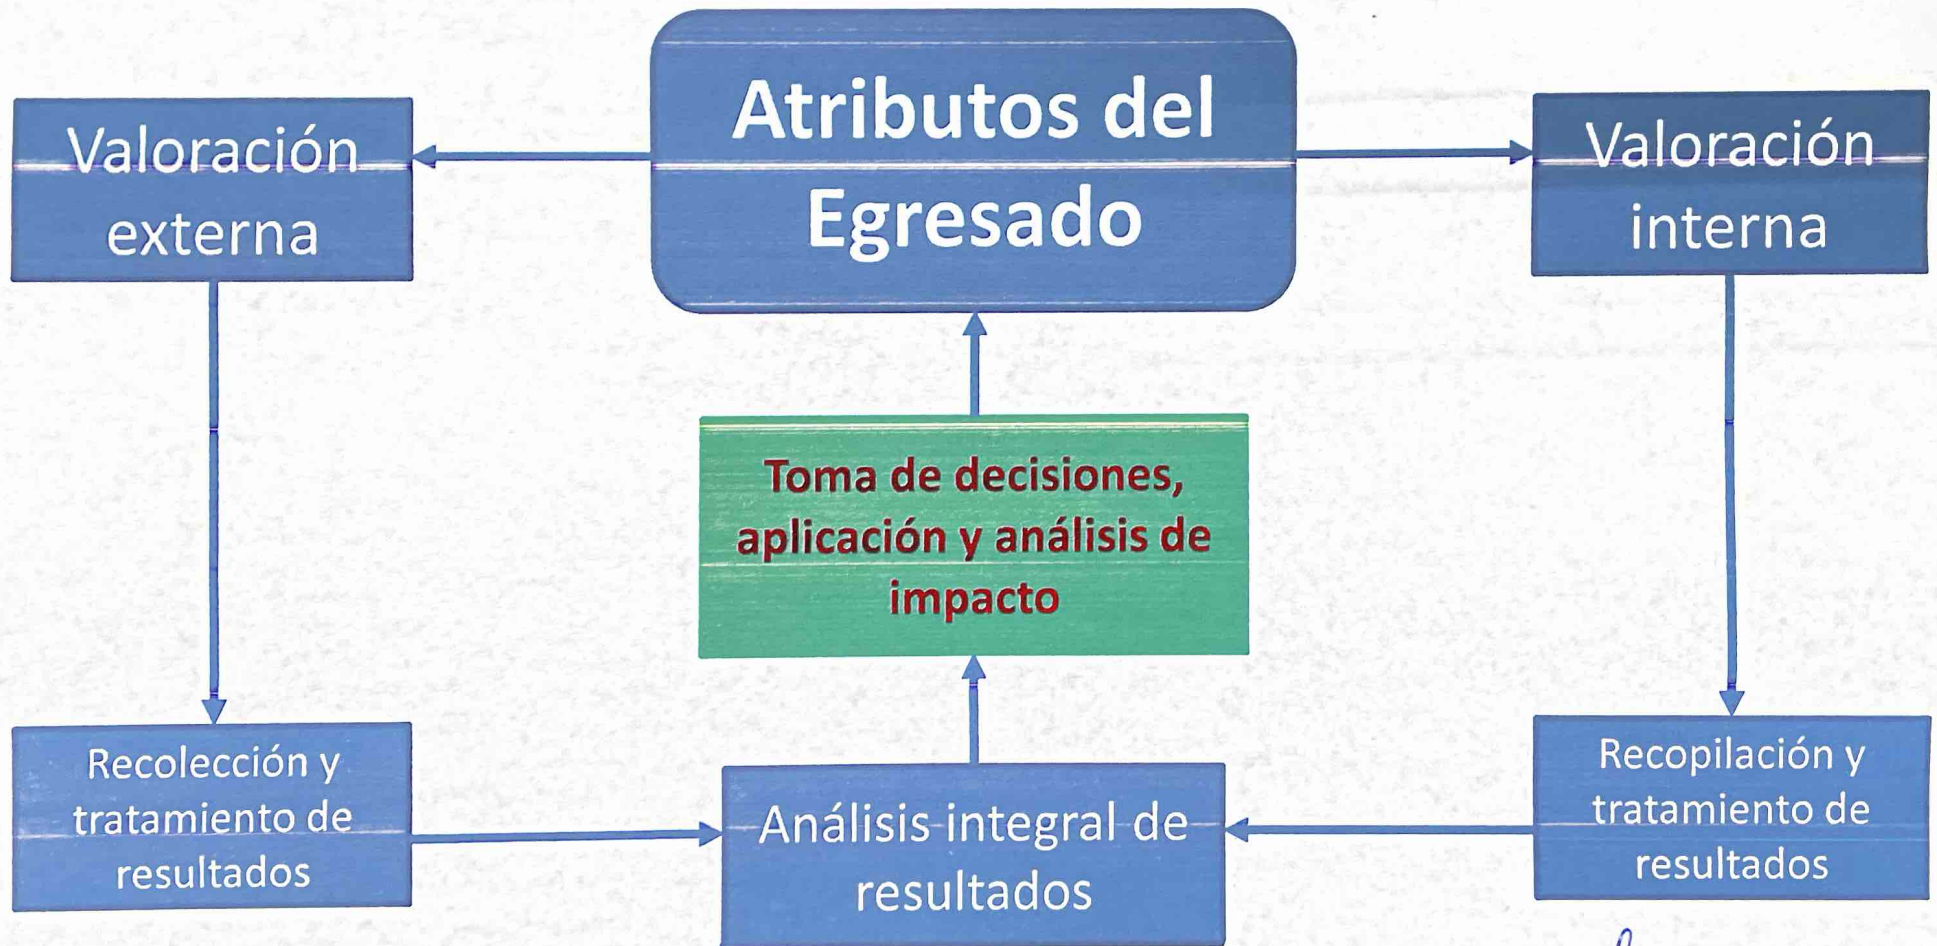 Atributos del
Egresado
Valoración
externa
Valoración
interna
Toma de decisiones,
aplicación y análisis de
impacto
Recolección y
tratamiento de
resultados
Análisis integral de
resultados
Recopilación y
tratamiento de
resultados